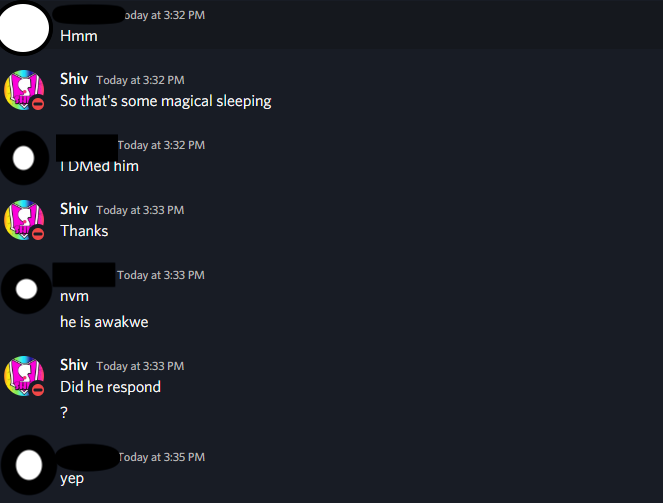 oday at 3:32 PM
Hmm
Shiv Today at 3:32 PM
So that's some magical sleeping
Today at 3:32 PM
I DMed him
Shiv Today at 3:33 PM
Thanks
Today at 3:33 PM
nvm
he is awakwe
Shiv Today at 3:33 PM
Did he respond
?
Today at 3:35 PM
yep